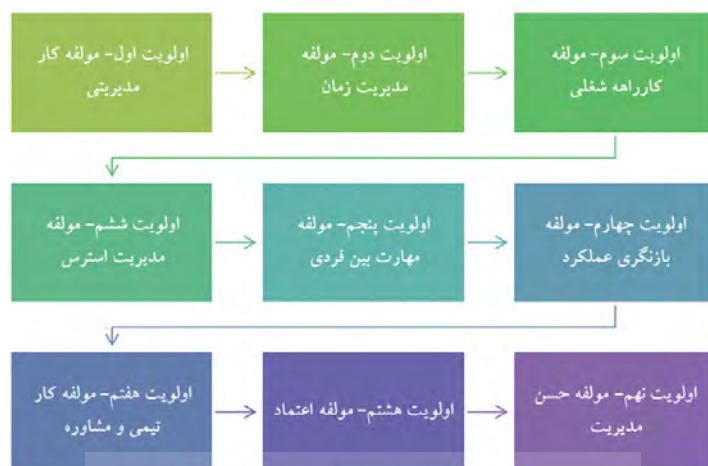 اولویت اول- مولفه کار
مدیریتی
اولویت دوم- مولفه
مدیریت زمان
اولویت سوم- مولفه
کارراهه شغلی
اولویت ششم- مولفه
مدیریت استرس
اولویت پنجم- مولفه
مهارت بین فردی
اولویت چهارم- مولفه
بازنگری عملکرد
اولویت هفتم- مولفه کار
تیمی و مشاوره
اولویت هشتم- مولفه اعتماد
اولویت نهم- مولفه حسن
مدیریت